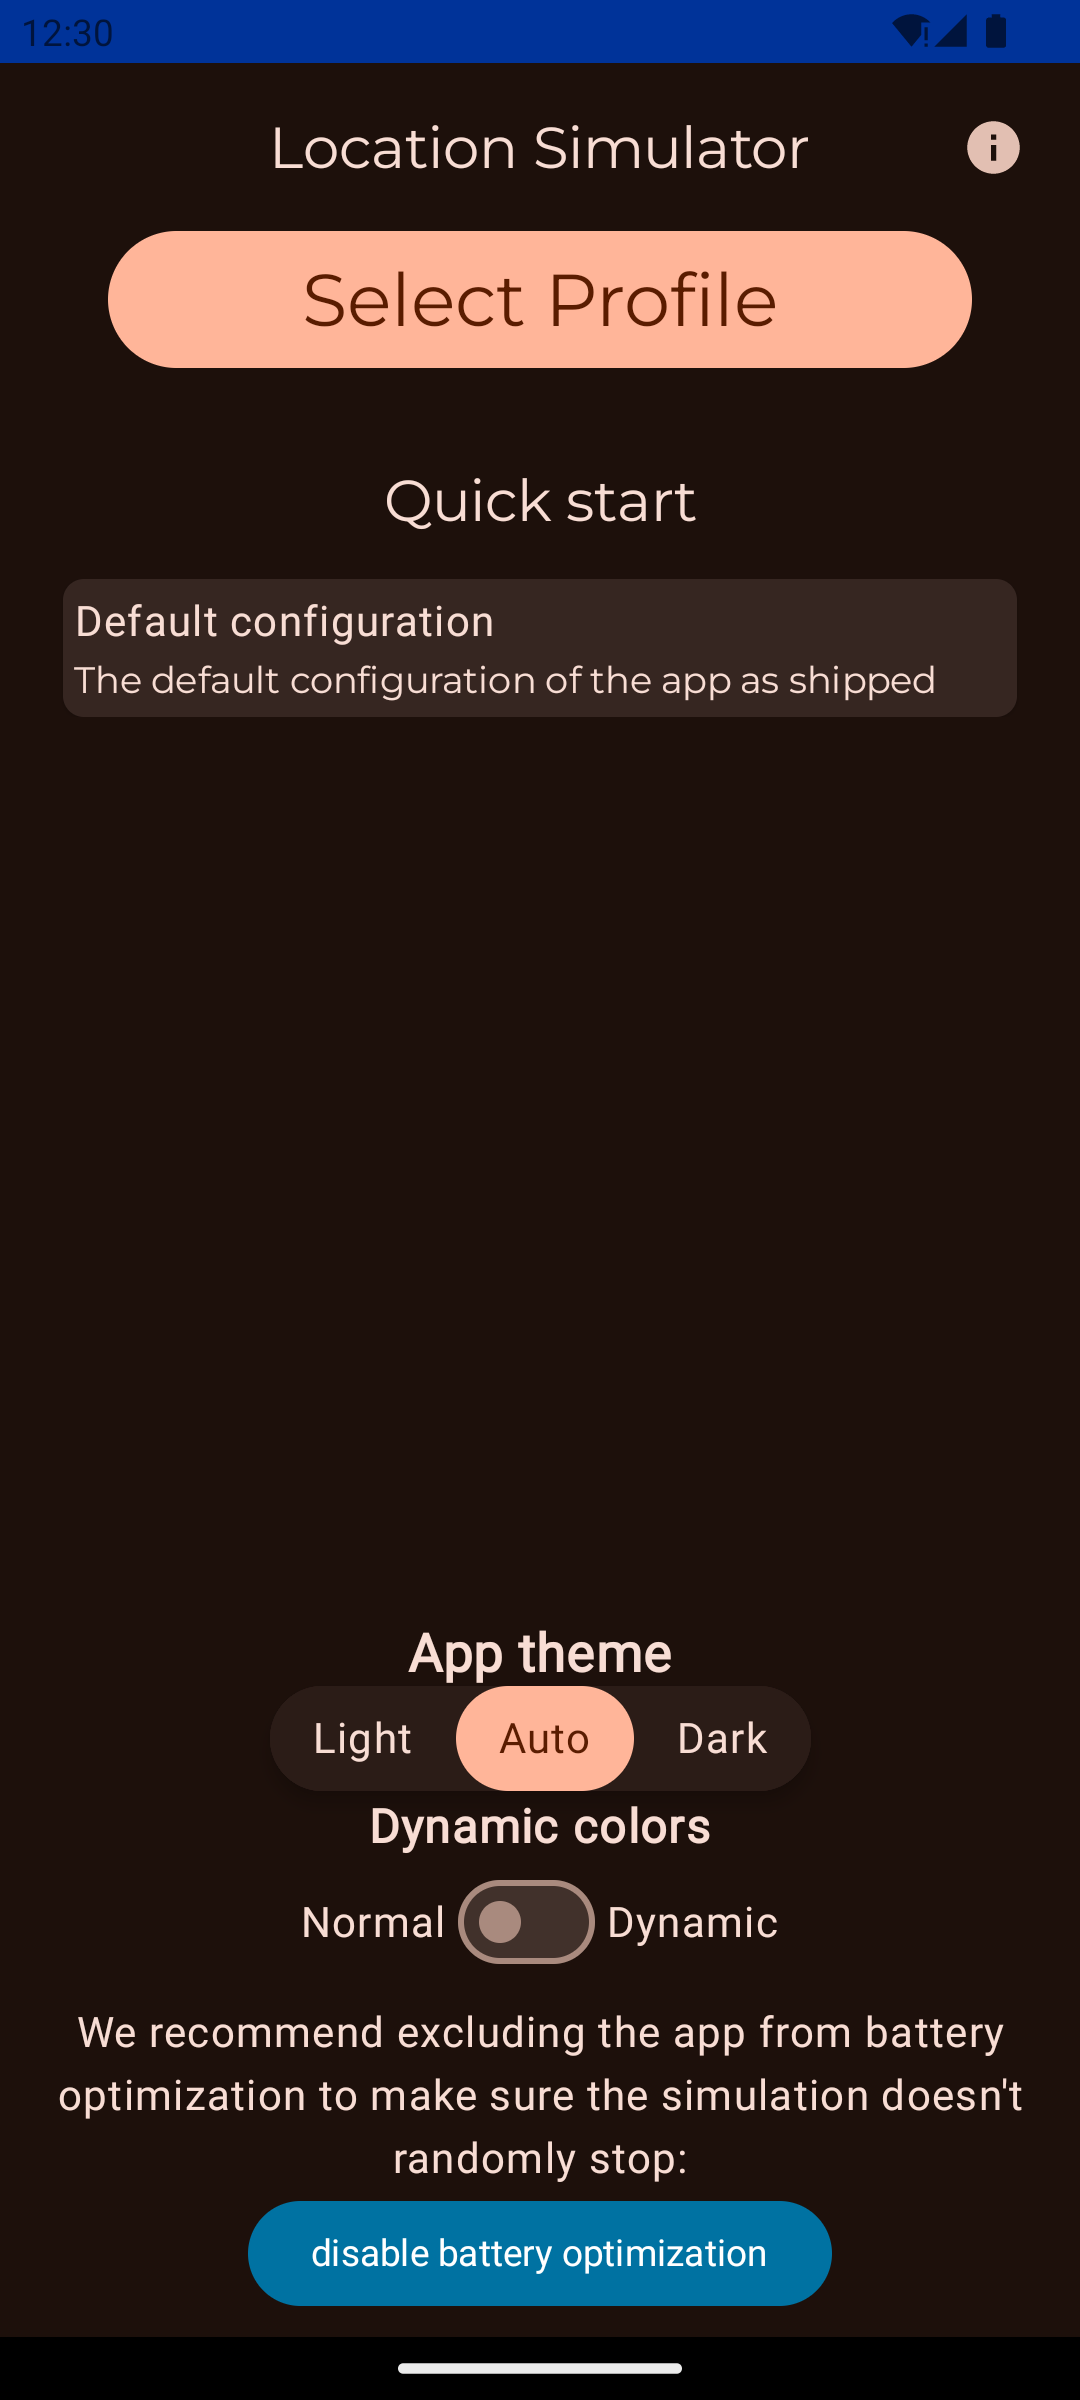 12:30
Location Simulator
Select Profile
Quick start
Default configuration
The default configuration of the app as shipped
App theme
Light Auto Dark
Dynamic colors
Normal Dynamic
We recommend excluding the app from battery
optimization to make sure the simulation doesn't
randomly stop:
disable battery optimization